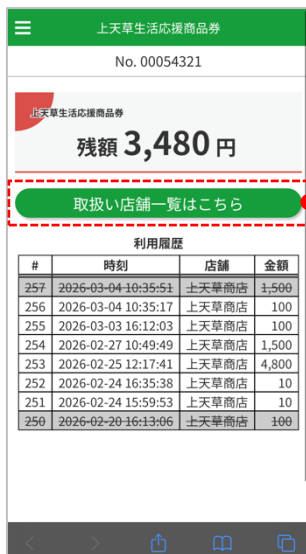 上天草生活応援商品券
No. 00054321
上天草生活応援商品券
残額 3,480 円
取扱い店舗一覧はこちら
利用履歴
# 時刻 店舗 金額
257 2026-03-04 10:35:51 上天草商店 1,500
256 2026-03-04 10:35:17 上天草商店 100
255 2026-03-03 16:12:03 上天草商店 100
254 2026-02-27 10:49:49 上天草商店 1,500
253 2026-02-25 12:17:41 上天草商店 4,800
252 2026-02-24 16:35:38 上天草商店 10
251 2026-02-24 15:59:53 上天草商店 10
250 2026-02-20 16:13:06 上天草商店 100